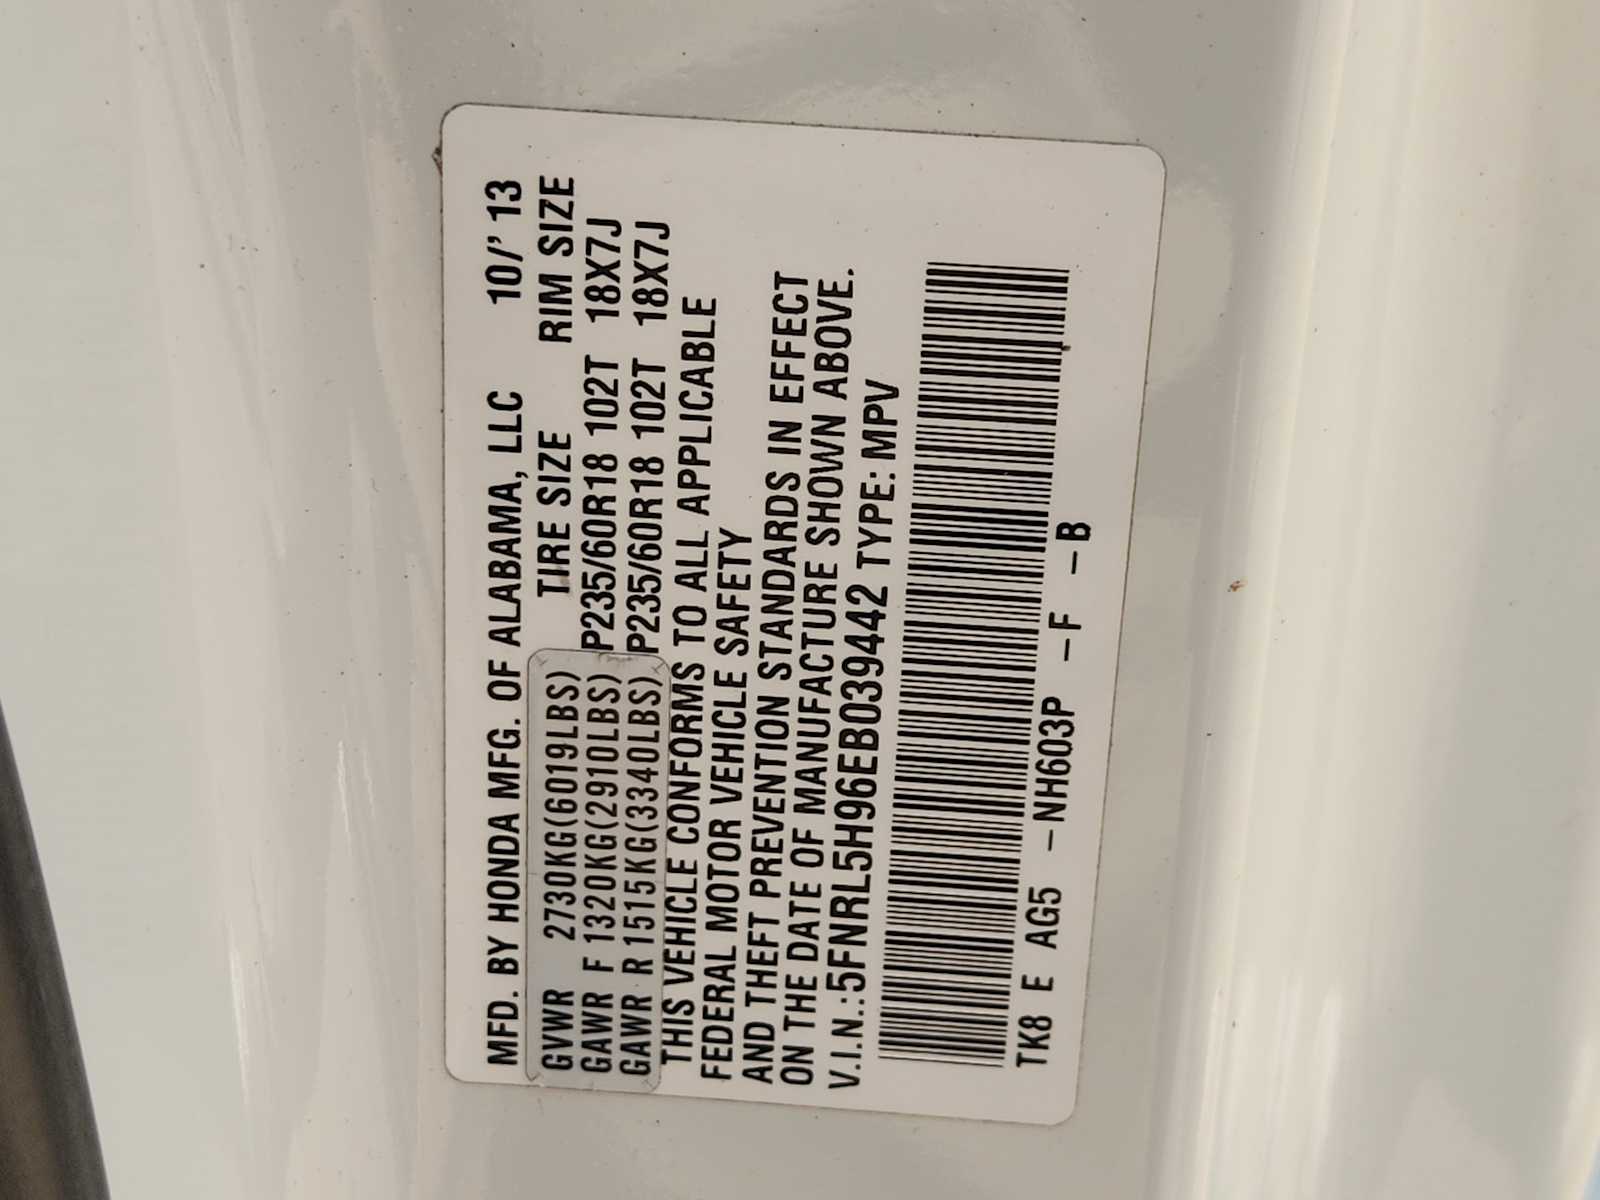 MFD. BY HONDA MFG. OF ALABAMA, LLC 10/'13
TIRE SIZE RIM SIZE
GVWR 2730KG(6019LBS)
GAWR F 1320KG(2910LBS) P235/60R18 102T 18X7J
GAWR R 1515KG(3340LBS) P235/60R18 102T 18X7J
THIS VEHICLE CONFORMS TO ALL APPLICABLE
FEDERAL MOTOR VEHICLE SAFETY
AND THEFT PREVENTION STANDARDS IN EFFECT
ON THE DATE OF MANUFACTURE SHOWN ABOVE.
V.I.N.:5FNRL5H96EB039442 TYPE: MPV
TK8 E AG5 -NH603P -F -B